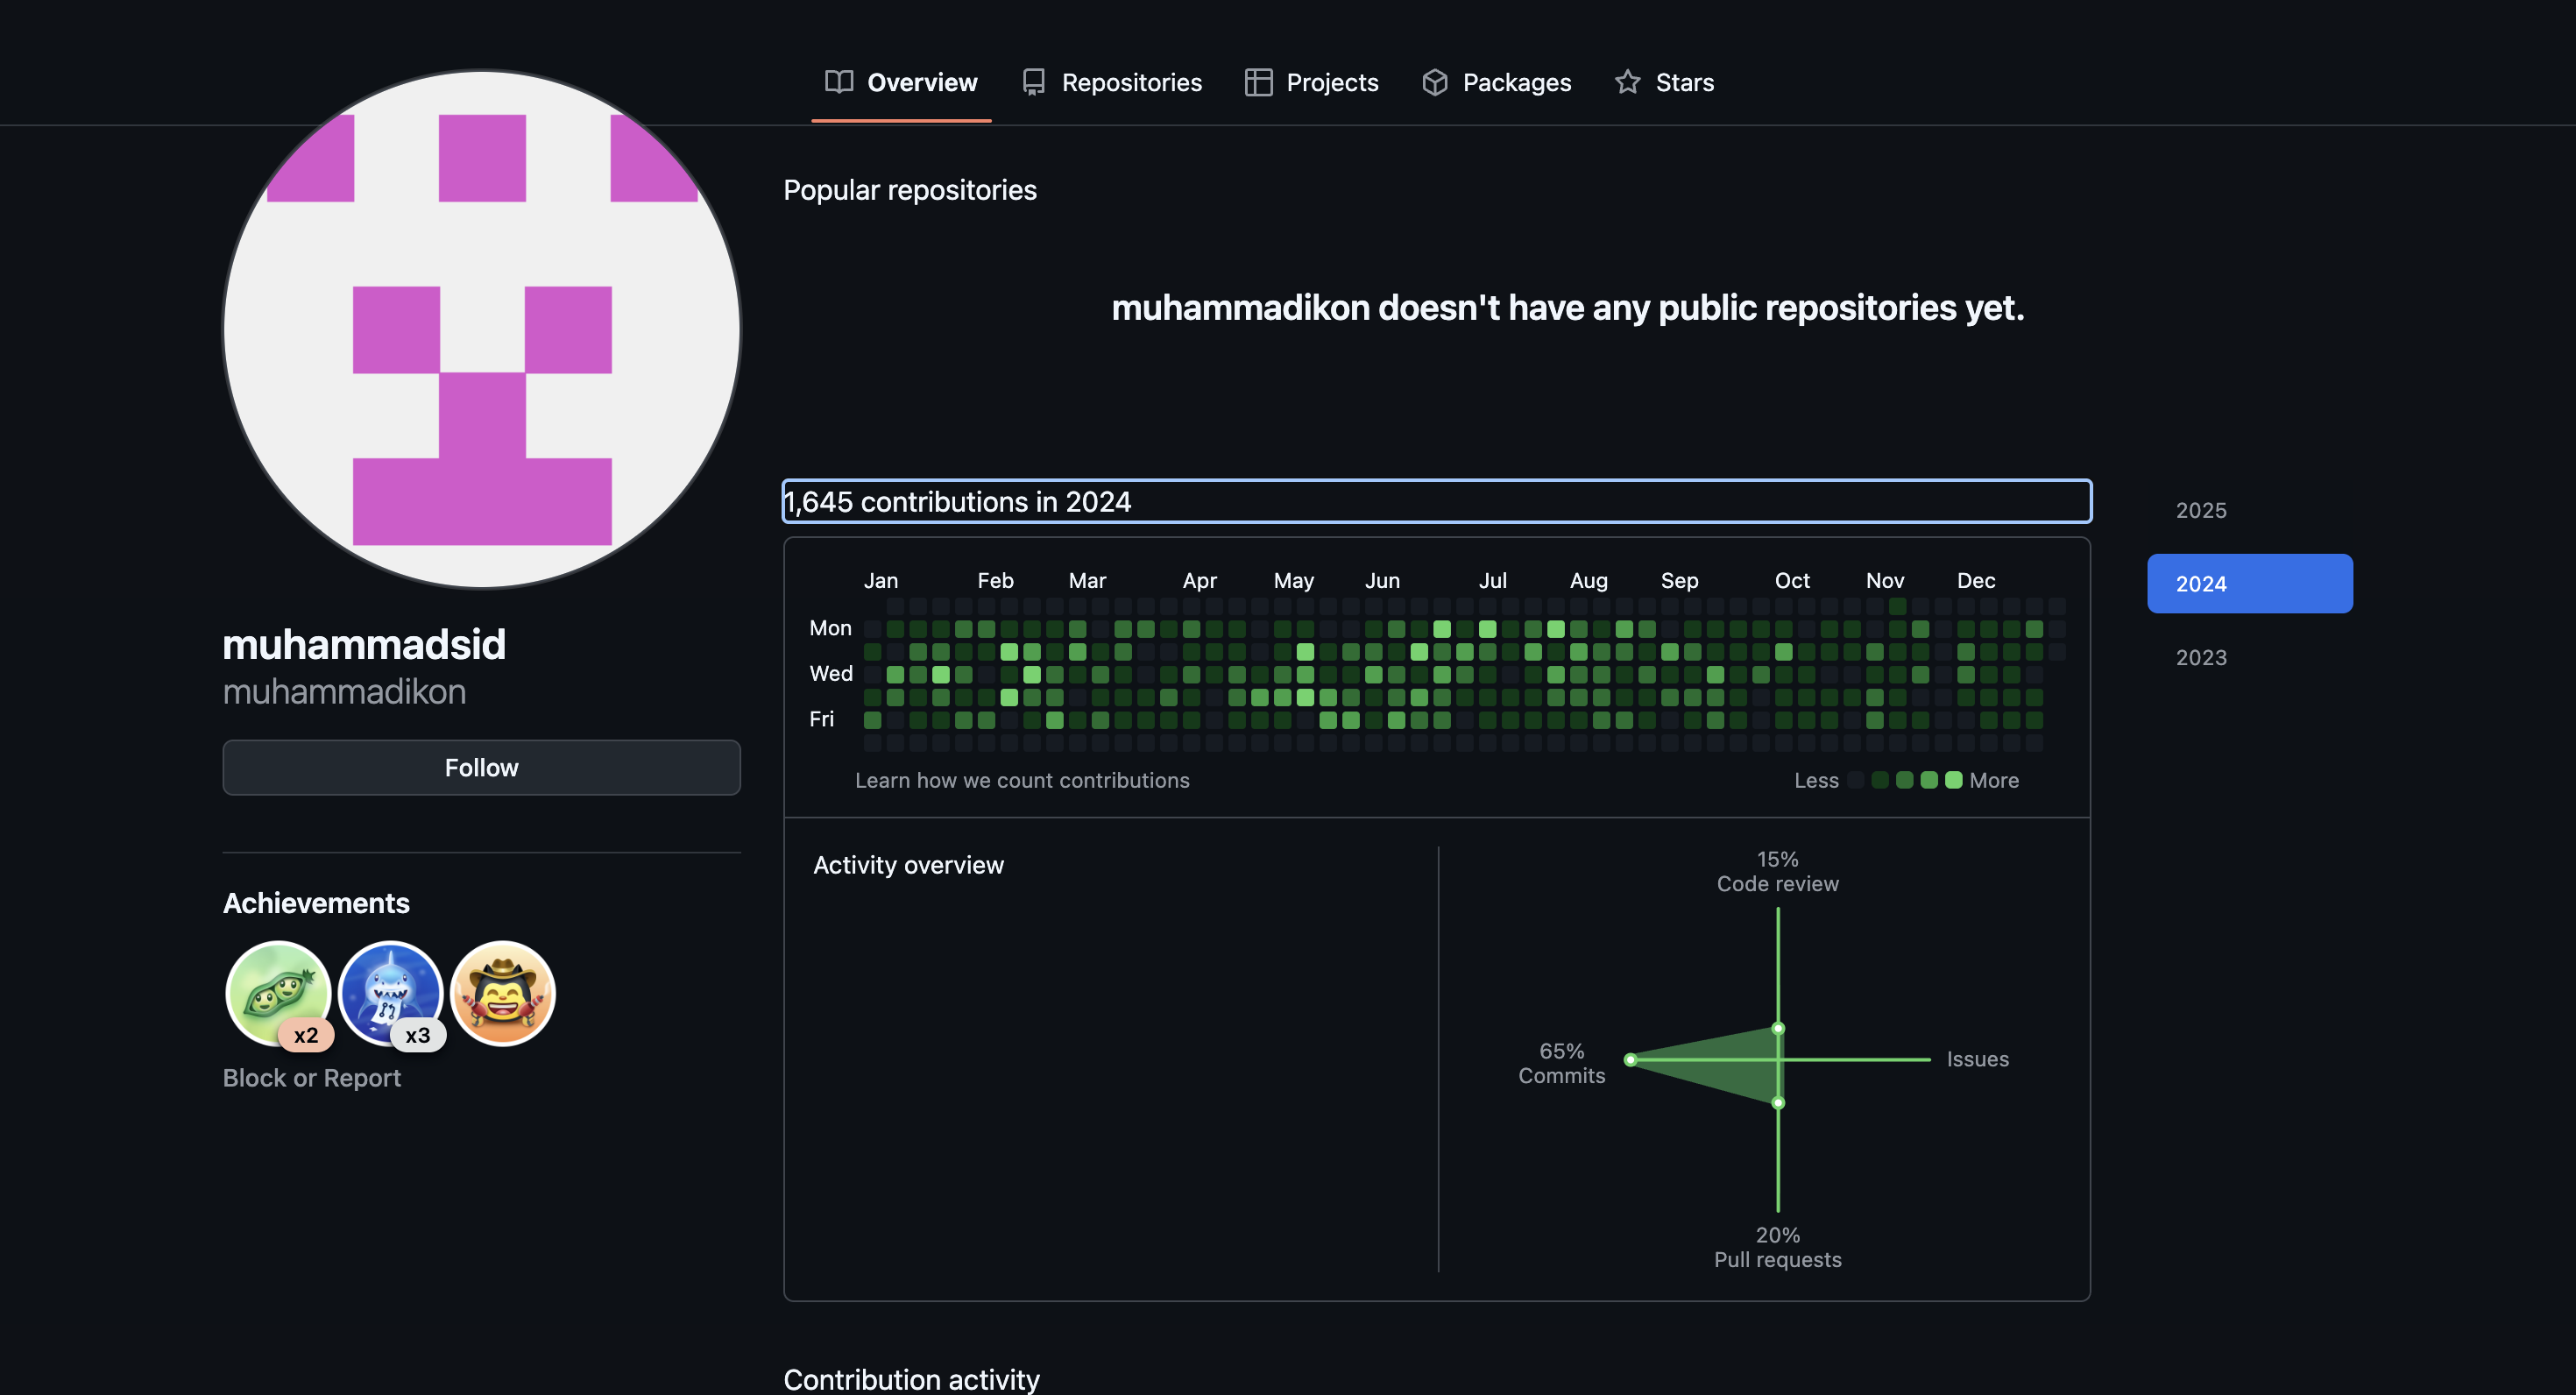 Overview Repositories Projects Packages Stars
Popular repositories
muhammadikon doesn't have any public repositories yet.
muhammadsid
muhammadikon
Follow
Achievements
x2 x3
Block or Report
1,645 contributions in 2024
Jan Feb Mar Apr May Jun Jul Aug Sep Oct Nov Dec
Mon
Wed
Fri
Learn how we count contributions
Less More
2025
2024
2023
Activity overview
15%
Code review
65%
Commits
Issues
20%
Pull requests
Contribution activity